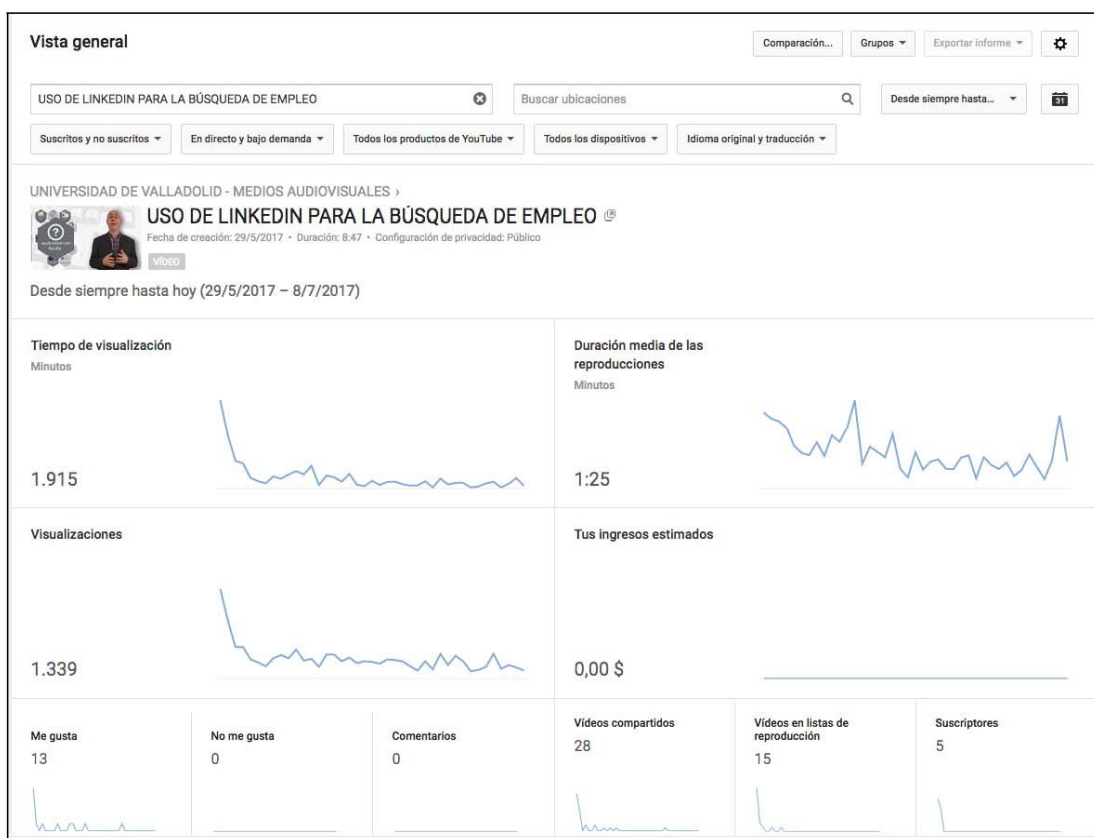 Vista general
Comparación... Grupos Exportar informe
USO DE LINKEDIN PARA LA BÚSQUEDA DE EMPLEO
Buscar ubicaciones
Desde siempre hasta...
31
Suscritos y no suscritos
En directo y bajo demanda
Todos los productos de YouTube
Todos los dispositivos
Idioma original y traducción
UNIVERSIDAD DE VALLADOLID - MEDIOS AUDIOVISUALES ›
USO DE LINKEDIN PARA LA BÚSQUEDA DE EMPLEO
Fecha de creación: 29/5/2017 • Duración: 8:47 • Configuración de privacidad: Público
VÍDEO
Desde siempre hasta hoy (29/5/2017 – 8/7/2017)
Tiempo de visualización
Minutos
1.915
Duración media de las
reproducciones
Minutos
1:25
Visualizaciones
1.339
Tus ingresos estimados
0,00 $
Me gusta
13
No me gusta
0
Comentarios
0
Vídeos compartidos
28
Vídeos en listas de
reproducción
15
Suscriptores
5